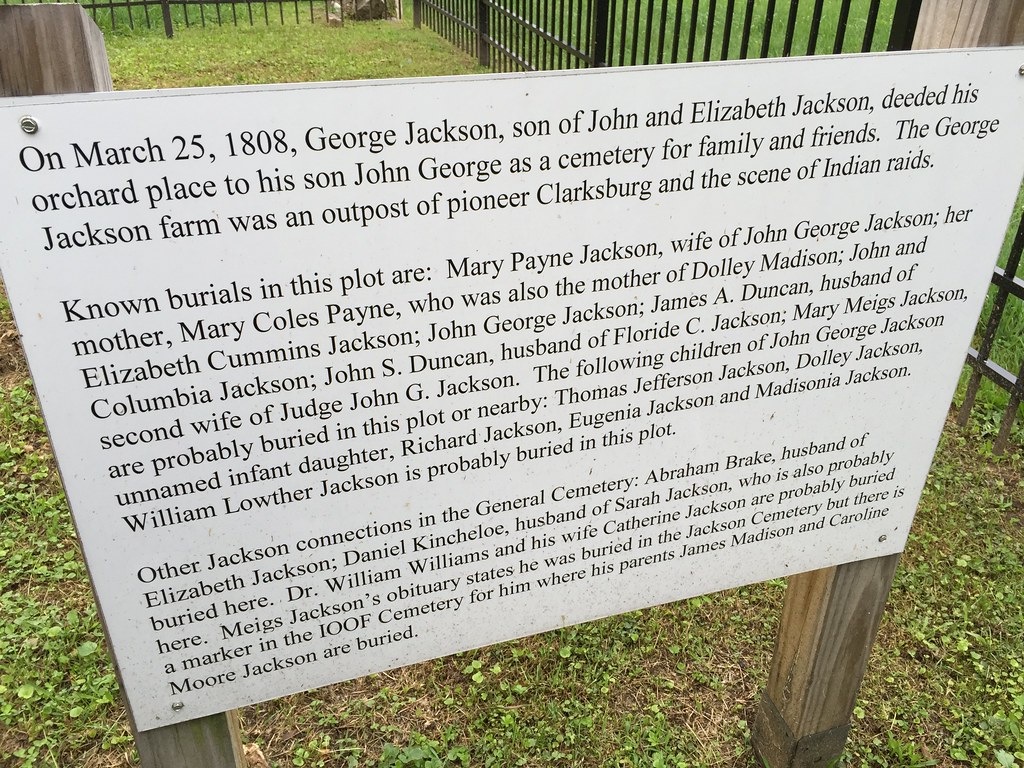 On March 25, 1808, George Jackson, son of John and Elizabeth Jackson, deeded his
orchard place to his son John George as a cemetery for family and friends. The George
Jackson farm was an outpost of pioneer Clarksburg and the scene of Indian raids.
Known burials in this plot are: Mary Payne Jackson, wife of John George Jackson; her
mother, Mary Coles Payne, who was also the mother of Dolley Madison; John and
Elizabeth Cummins Jackson; John George Jackson; James A. Duncan, husband of
Columbia Jackson; John S. Duncan, husband of Floride C. Jackson; Mary Meigs Jackson,
second wife of Judge John G. Jackson. The following children of John George Jackson
are probably buried in this plot or nearby: Thomas Jefferson Jackson, Dolley Jackson,
unnamed infant daughter, Richard Jackson, Eugenia Jackson and Madisonia Jackson.
William Lowther Jackson is probably buried in this plot.
Other Jackson connections in the General Cemetery: Abraham Brake, husband of
Elizabeth Jackson; Daniel Kincheloe, husband of Sarah Jackson, who is also probably
buried here. Dr. William Williams and his wife Catherine Jackson are probably buried
here. Meigs Jackson's obituary states he was buried in the Jackson Cemetery but there is
a marker in the IOOF Cemetery for him where his parents James Madison and Caroline
Moore Jackson are buried.